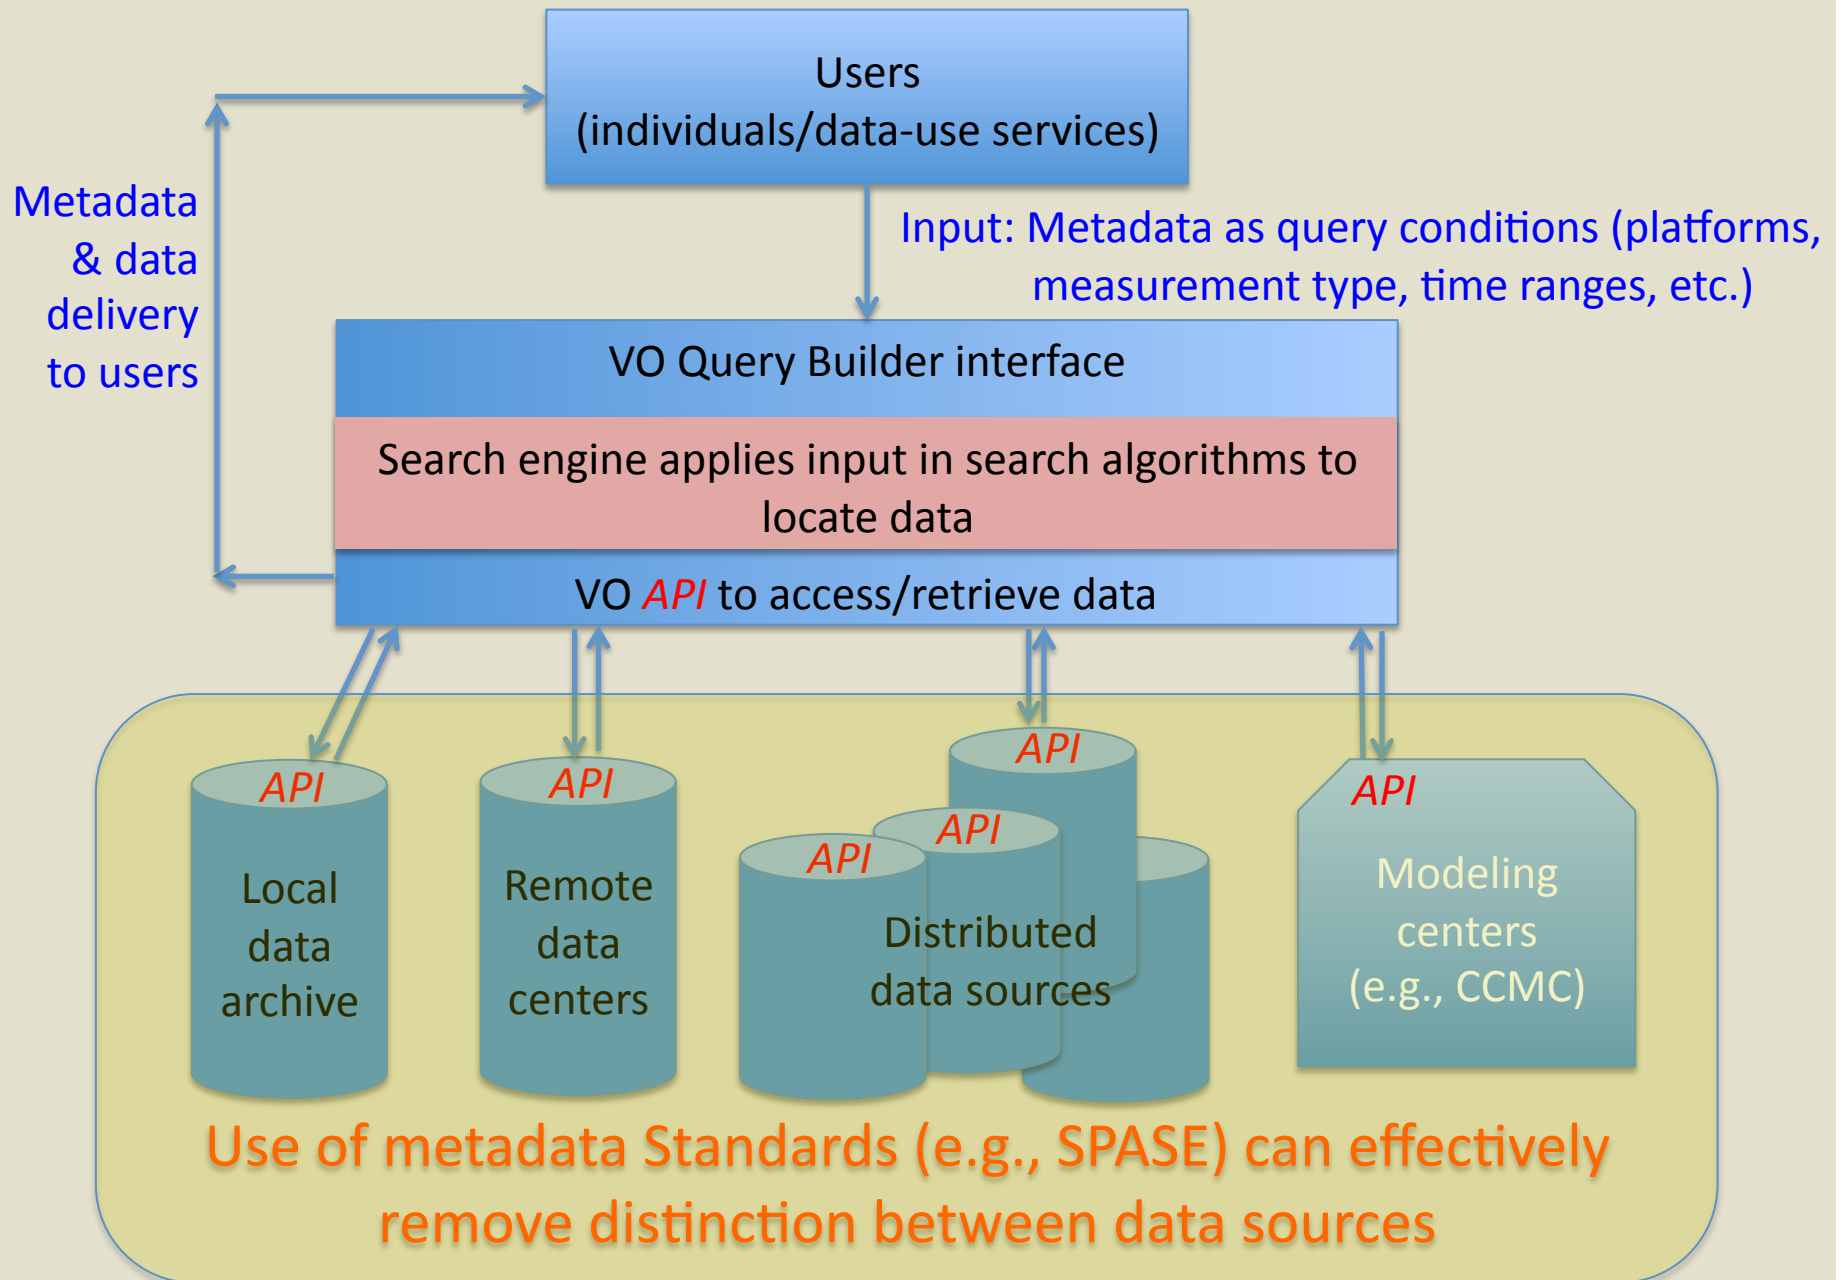 Users
(individuals/data-use services)
Metadata
& data
delivery
to users
Input: Metadata as query conditions (platforms,
measurement type, time ranges, etc.)
VO Query Builder interface
Search engine applies input in search algorithms to
locate data
VO API to access/retrieve data
API
Local
data
archive
API
Remote
data
centers
API
API
API
Distributed
data sources
API
Modeling
centers
(e.g., CCMC)
Use of metadata Standards (e.g., SPASE) can effectively
remove distinction between data sources